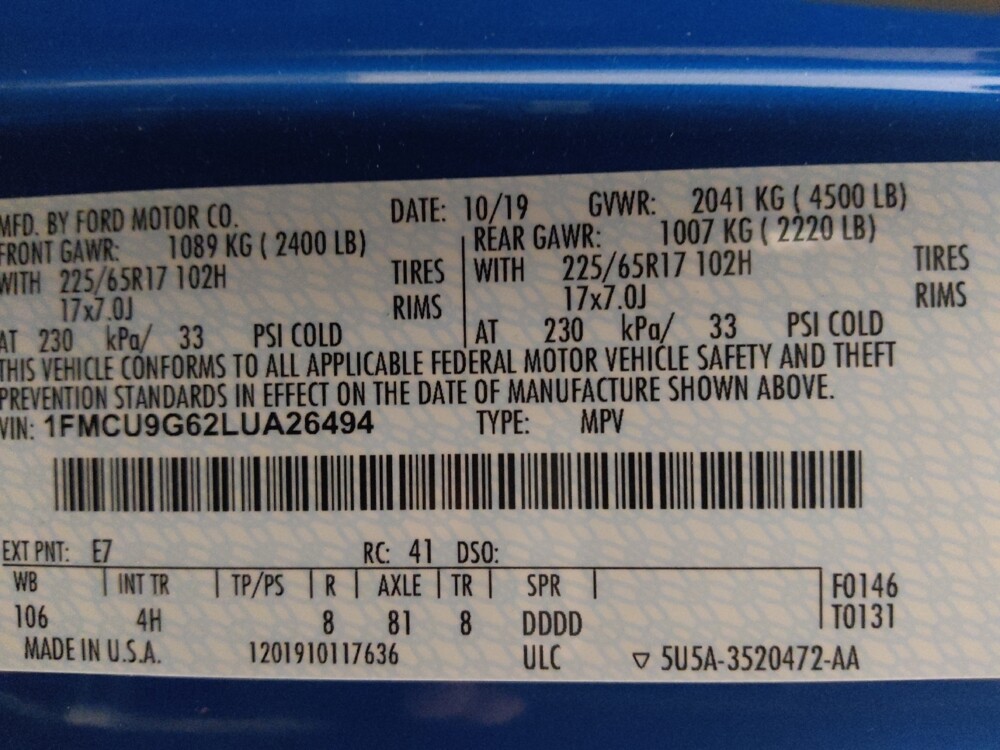 MFD. BY FORD MOTOR CO. DATE: 10/19 GVWR: 2041 KG ( 4500 LB)
FRONT GAWR: 1089 KG ( 2400 LB) REAR GAWR: 1007 KG ( 2220 LB)
WITH 225/65R17 102H TIRES WITH 225/65R17 102H TIRES
17x7.0J RIMS 17x7.0J RIMS
AT 230 kPa/ 33 PSI COLD AT 230 kPa/ 33 PSI COLD
THIS VEHICLE CONFORMS TO ALL APPLICABLE FEDERAL MOTOR VEHICLE SAFETY AND THEFT
PREVENTION STANDARDS IN EFFECT ON THE DATE OF MANUFACTURE SHOWN ABOVE.
VIN: 1FMCU9G62LUA26494 TYPE: MPV
EXT PNT: E7 RC: 41 DSO:
WB INT TR TP/PS R AXLE TR SPR F0146
106 4H 8 81 8 DDDD T0131
MADE IN U.S.A. 1201910117636 ULC ▽ 5U5A-3520472-AA